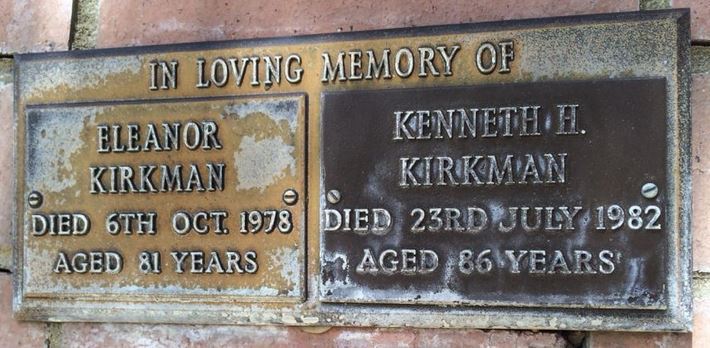 IN LOVING MEMORY OF
ELEANOR
KIRKMAN
DIED 6TH OCT. 1978
AGED 81 YEARS
KENNETH H.
KIRKMAN
DIED 23RD JULY 1982
AGED 86 YEARS